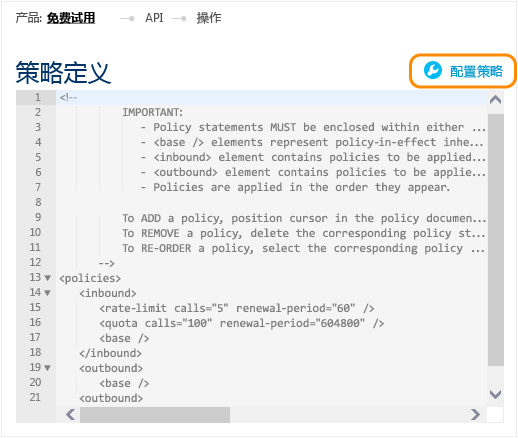 产品: 免费试用 API 操作
策略定义
配置策略
1 <!--
2 IMPORTANT:
3 - Policy statements MUST be enclosed within either ...
4 - <base /> elements represent policy-in-effect inhe...
5 - <inbound> element contains policies to be applied...
6 - <outbound> element contains policies to be applie...
7 - Policies are applied in the order they appear.
8
9 To ADD a policy, position cursor in the policy documen...
10 To REMOVE a policy, delete the corresponding policy st...
11 To RE-ORDER a policy, select the corresponding policy ...
12 -->
13 <policies>
14 <inbound>
15 <rate-limit calls="5" renewal-period="60" />
16 <quota calls="100" renewal-period="604800" />
17 <base />
18 </inbound>
19 <outbound>
20 <base />
21 <outbound>